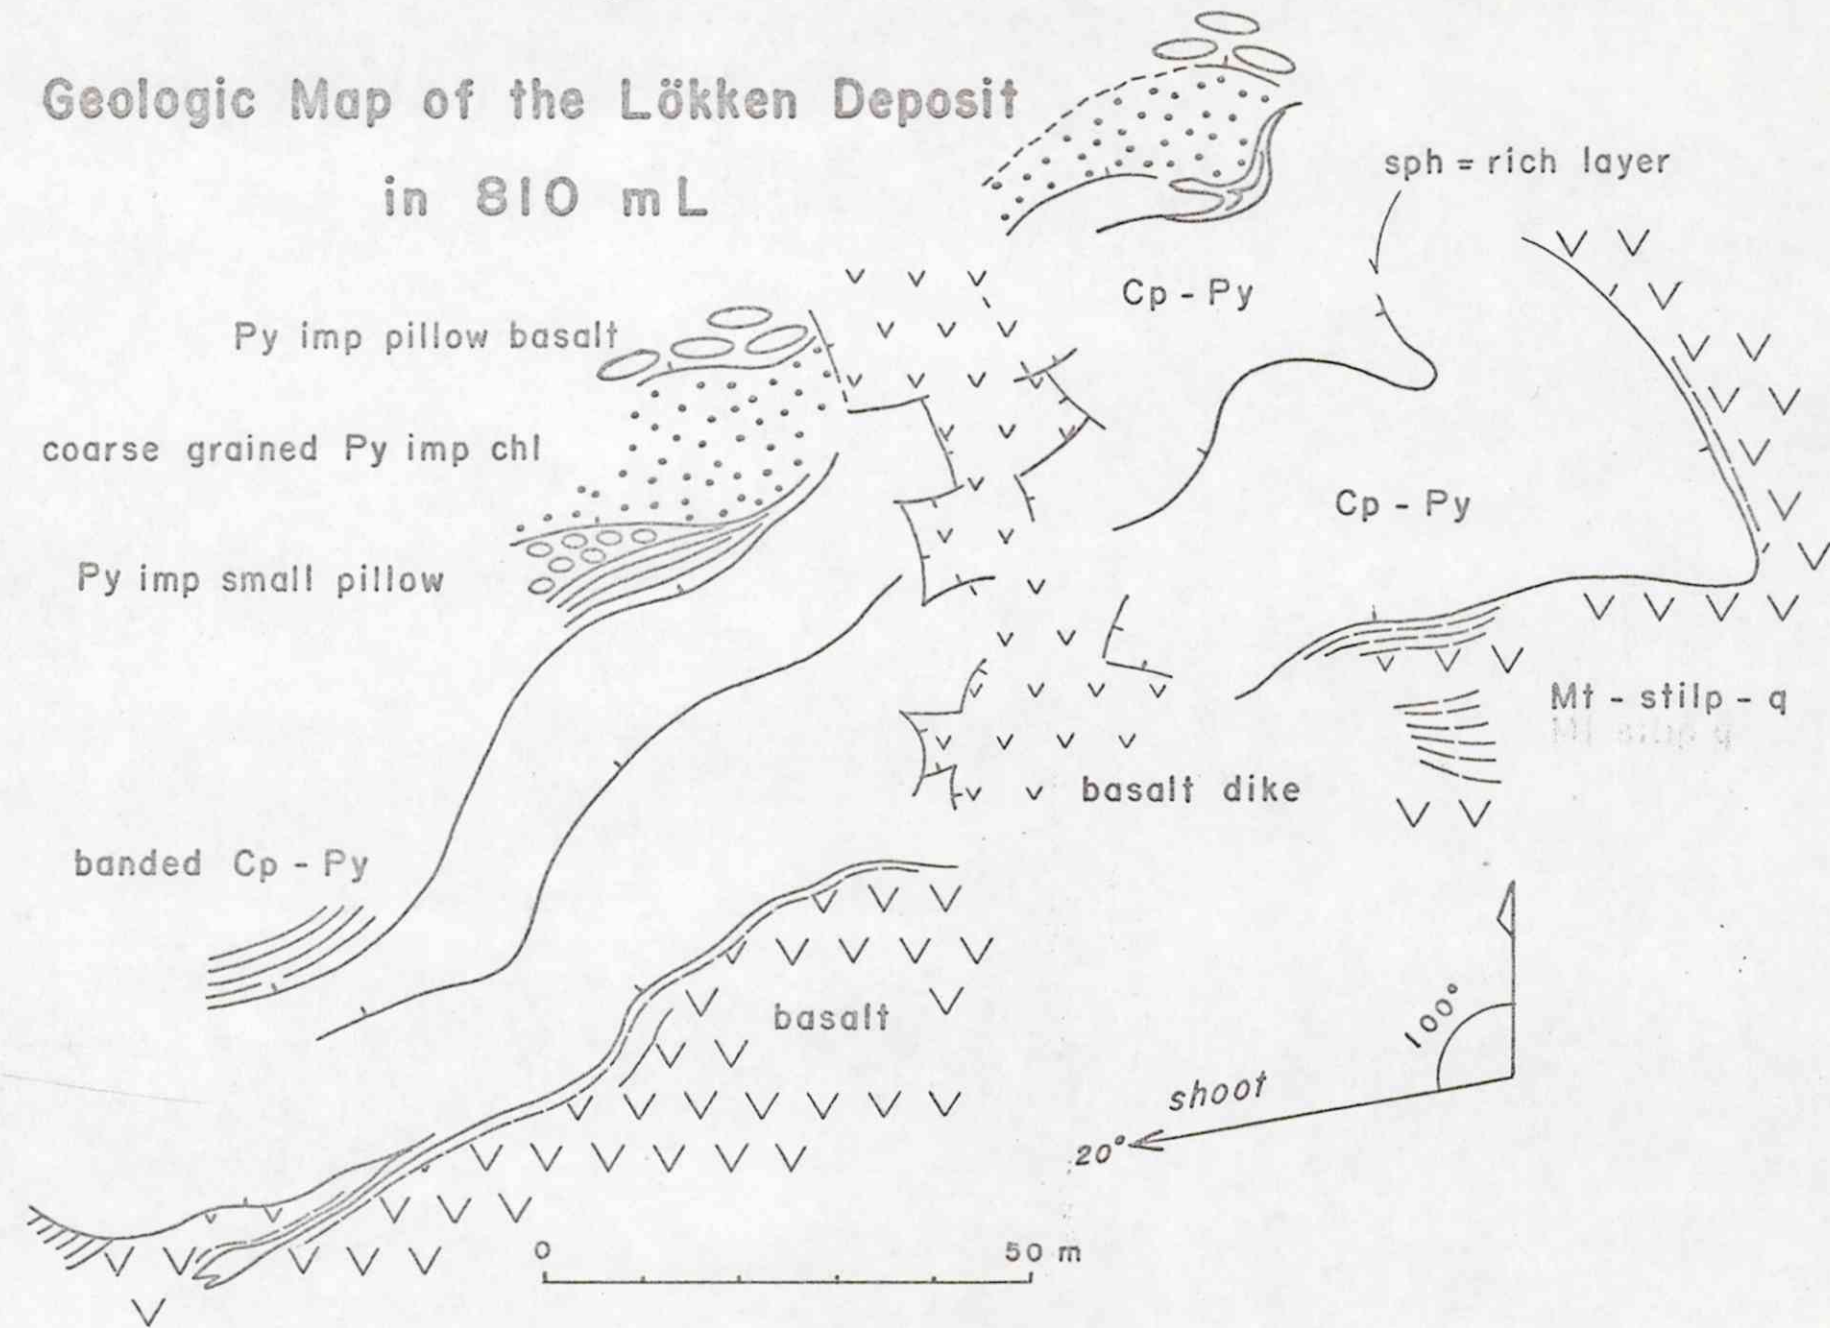 Geologic Map of the Lökken Deposit
in 810 mL
sph = rich layer
Cp - Py
Py imp pillow basalt
coarse grained Py imp chl
Cp - Py
Py imp small pillow
Mt - stilp - q
basalt dike
banded Cp - Py
basalt
100°
shoot
20°
0 50 m